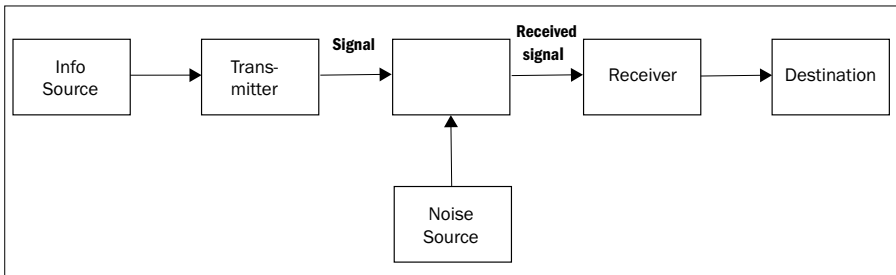 Info
Source
Trans-
mitter
Signal
Received
signal
Receiver
Destination
Noise
Source